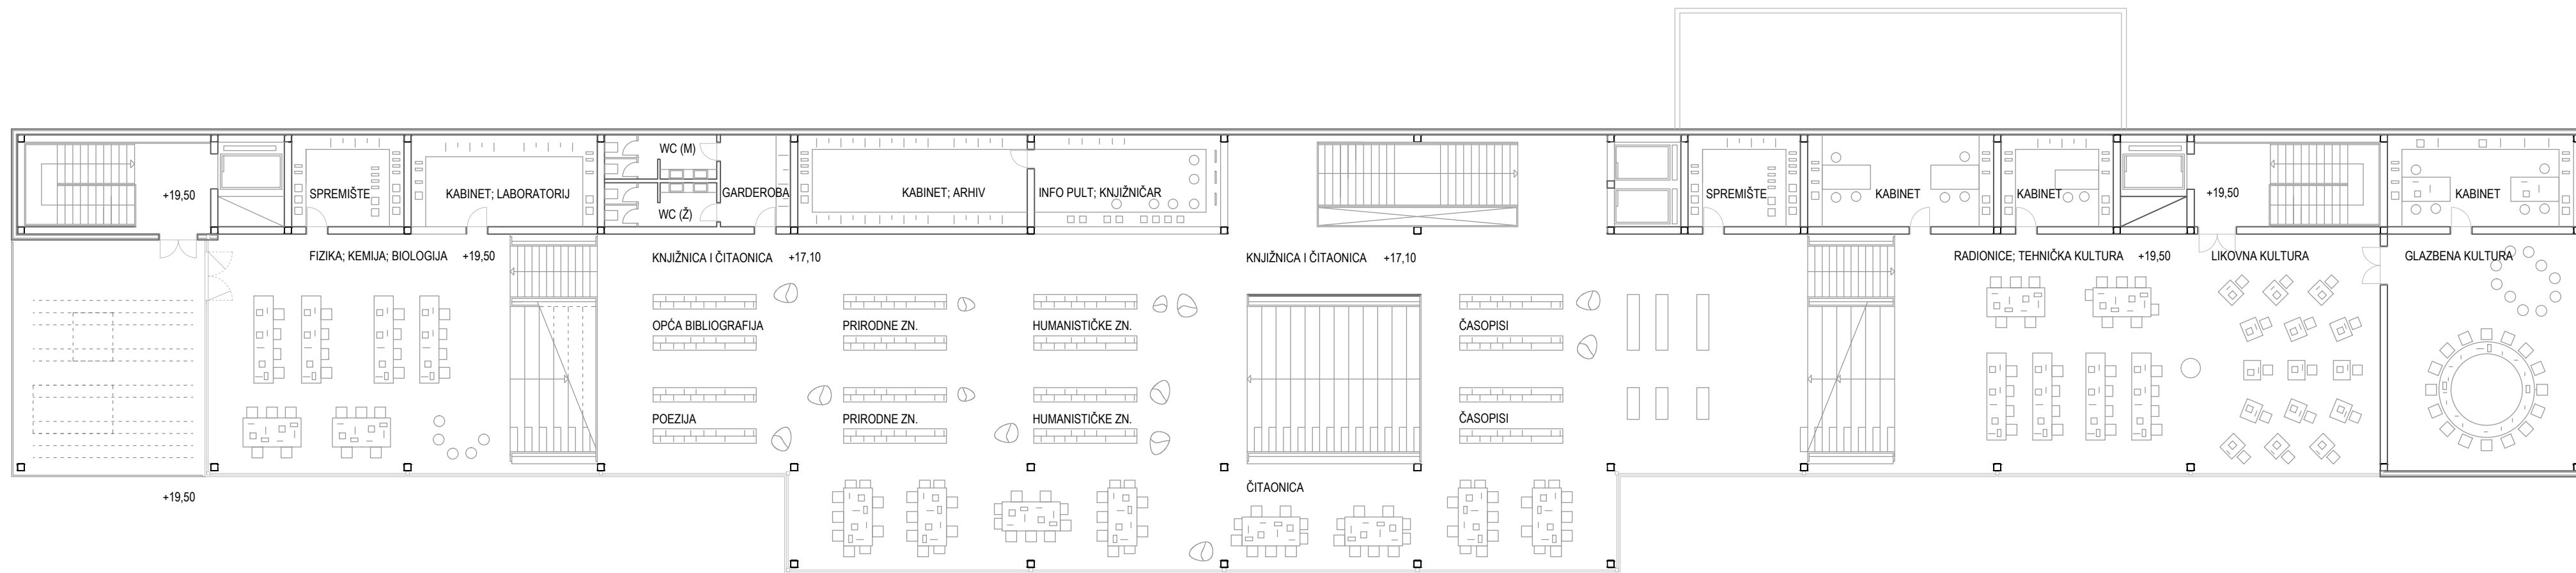 WC (M)
+19,50
SPREMIŠTE
KABINET; LABORATORIJ
GARDEROBA
KABINET; ARHIV
INFO PULT; KNJIŽNIČAR
SPREMIŠTE
KABINET
KABINET
+19,50
KABINET
WC (Ž)
FIZIKA; KEMIJA; BIOLOGIJA +19,50
KNJIŽNICA I ČITAONICA +17,10
KNJIŽNICA I ČITAONICA +17,10
RADIONICE; TEHNIČKA KULTURA +19,50
LIKOVNA KULTURA
GLAZBENA KULTURA
OPĆA BIBLIOGRAFIJA
PRIRODNE ZN.
HUMANISTIČKE ZN.
ČASOPISI
POEZIJA
PRIRODNE ZN.
HUMANISTIČKE ZN.
ČASOPISI
ČITAONICA
+19,50